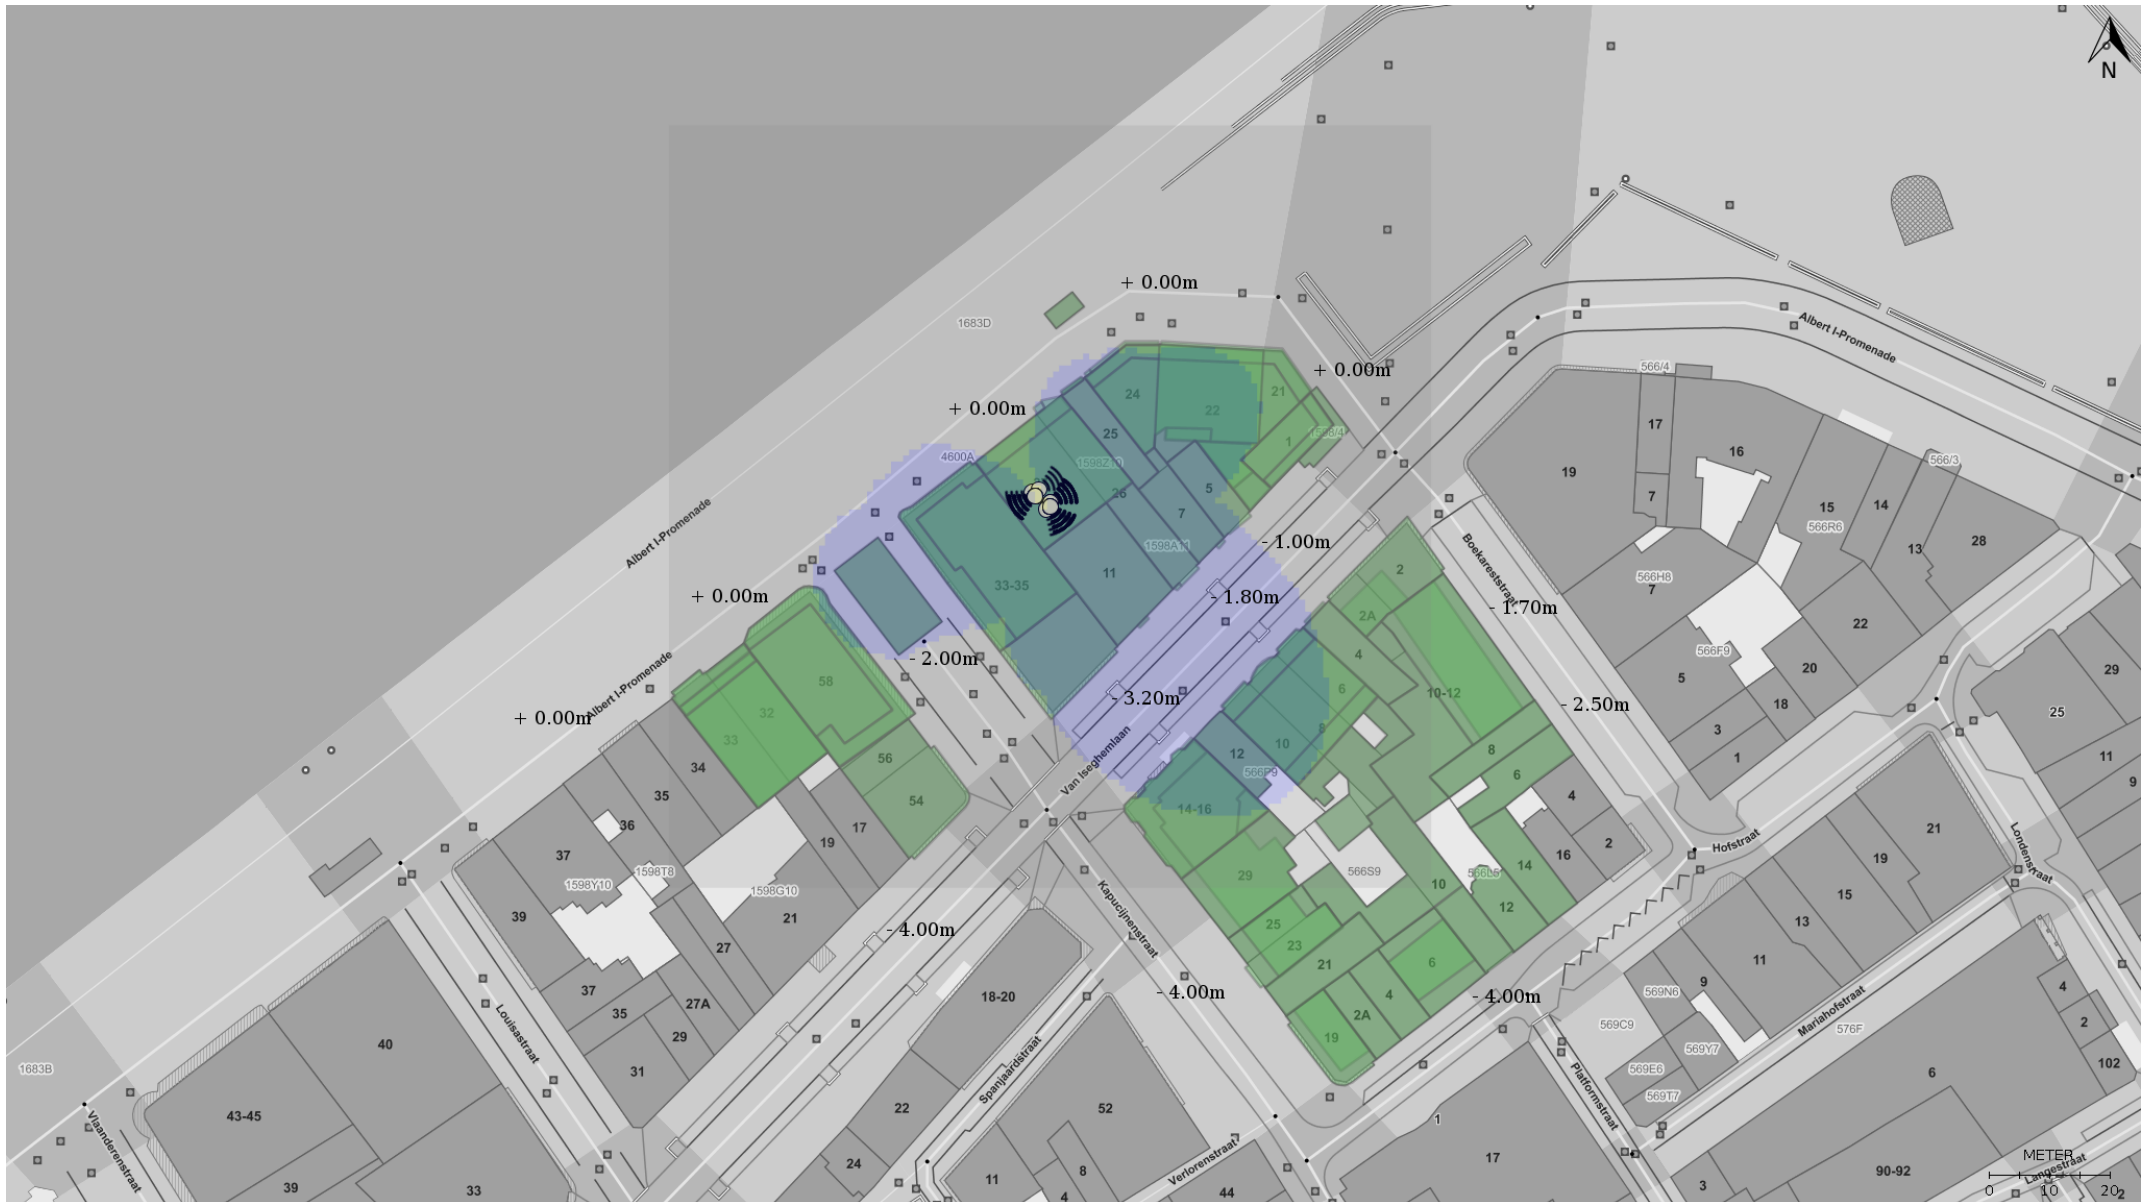 N
+ 0.00m
1683D
Albert I-Promenade
566/4
+ 0.00m
24
21
22
17
+ 0.00m
25
1
1598/4
16
4600A
1598Z10
566/3
19
26
5
7
15
14
7
566R6
Albert I-Promenade
1598A11
- 1.00m
Boekareststraat
13
28
11
2
566H8
7
33-35
+ 0.00m
- 1.80m
- 1.70m
2A
22
566F9
4
- 2.00m
Albert I-Promenade
58
5
20
29
6
10-12
- 3.20m
- 2.50m
18
+ 0.00m
32
25
33
8
3
10
12
8
56
Van Iseghemlaan
1
11
34
566P9
6
9
35
54
4
14-16
36
17
19
2
21
Hofstraat
37
16
19
Londenstraat
14
1598T8
1598Y10
1598G10
29
566S9
566L5
10
15
39
21
12
13
25
- 4.00m
Kapucijnenstraat
23
27
11
21
6
9
37
18-20
- 4.00m
4
- 4.00m
569N6
4
27A
35
2A
Louisastraat
29
19
569C9
Mariahofstraat
576F
2
40
Spanjaardstraat
569Y7
102
1683B
31
569E6
6
Platformstraat
569T7
43-45
22
52
1
Vlaanderenstraat
Verlorenstraat
17
METER
24
8
90-92
Langestraat
11
39
33
4
44
3
0
10
20
2